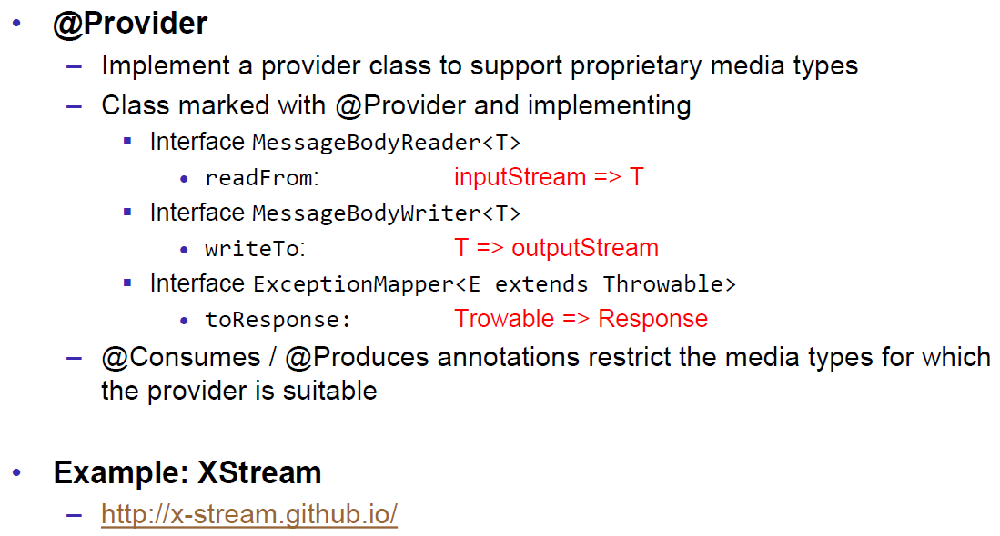 • @Provider
– Implement a provider class to support proprietary media types
– Class marked with @Provider and implementing
▪ Interface MessageBodyReader<T>
• readFrom: inputStream => T
▪ Interface MessageBodyWriter<T>
• writeTo: T => outputStream
▪ Interface ExceptionMapper<E extends Throwable>
• toResponse: Trowable => Response
– @Consumes / @Produces annotations restrict the media types for which
the provider is suitable
• Example: XStream
– http://x-stream.github.io/